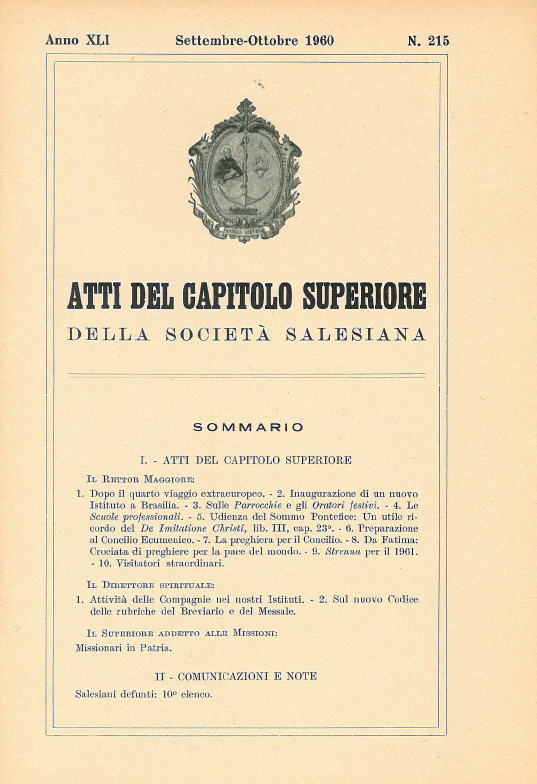 Anno XLI Settembre-Ottobre 1960 N. 215
ATTI DEL CAPITOLO SUPERIORE
DELLA SOCIETÀ SALESIANA
SOMMARIO
I. - ATTI DEL CAPITOLO SUPERIORE
Il Rettor Maggiore:
1. Dopo il quarto viaggio extraeuropeo. - 2. Inaugurazione di un nuovo
Istituto a Brasilia. - 3. Sulle Parrocchie e gli Oratori festivi. - 4. Le
Scuole professionali. - 5. Udienza del Sommo Pontefice: Un utile ri-
cordo del De Imitatione Christi, lib. III, cap. 23º. - 6. Preparazione
al Concilio Ecumenico. - 7. La preghiera per il Concilio. - 8. Da Fatima:
Crociata di preghiere per la pace del mondo. - 9. Strenna per il 1961.
- 10. Visitatori straordinari.
Il Direttore spirituale:
1. Attività delle Compagnie nei nostri Istituti. - 2. Sul nuovo Codice
delle rubriche del Breviario e del Messale.
Il Superiore addetto alle Missioni:
Missionari in Patria.
II - COMUNICAZIONI E NOTE
Salesiani defunti: 10º elenco.